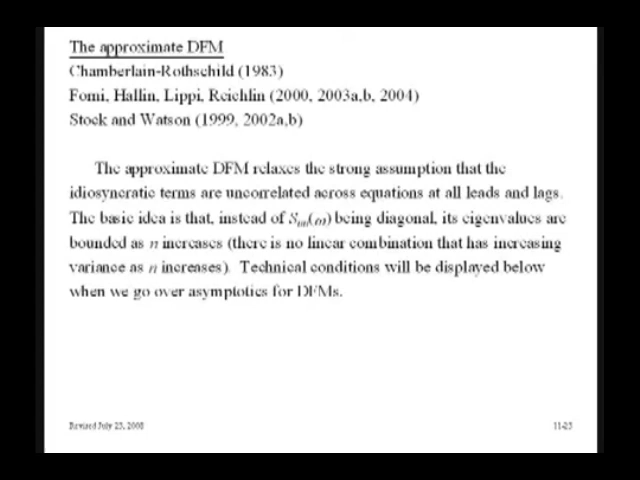 The approximate DFM
Chamberlain-Rothschild (1983)
Forni, Hallin, Lippi, Reichlin (2000, 2003a,b, 2004)
Stock and Watson (1999, 2002a,b)
The approximate DFM relaxes the strong assumption that the
idiosyncratic terms are uncorrelated across equations at all leads and lags.
The basic idea is that, instead of S_uu(ω) being diagonal, its eigenvalues are
bounded as n increases (there is no linear combination that has increasing
variance as n increases). Technical conditions will be displayed below
when we go over asymptotics for DFMs.
Revised July 23, 2008
11-23